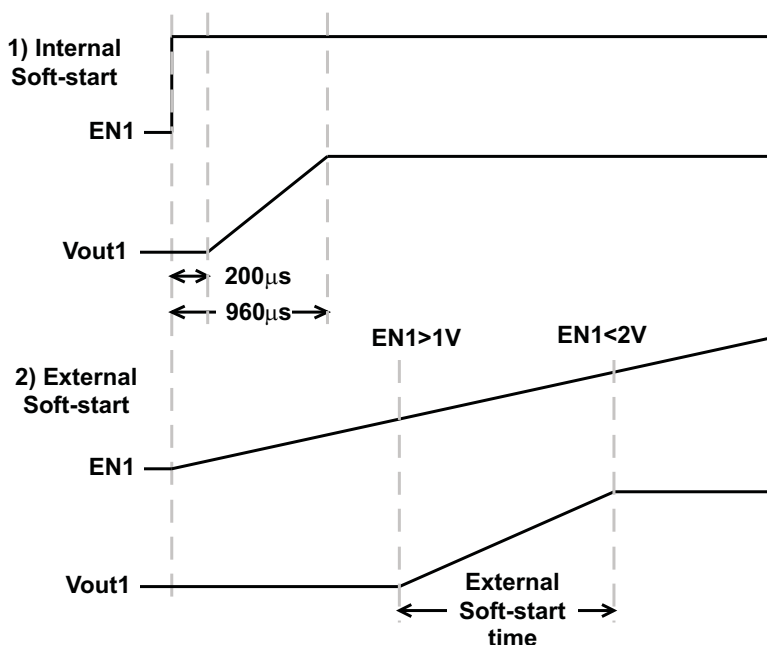 1) Internal
Soft-start
EN1
Vout1
200μs
960μs
EN1>1V
EN1<2V
2) External
Soft-start
EN1
Vout1
External
Soft-start
time